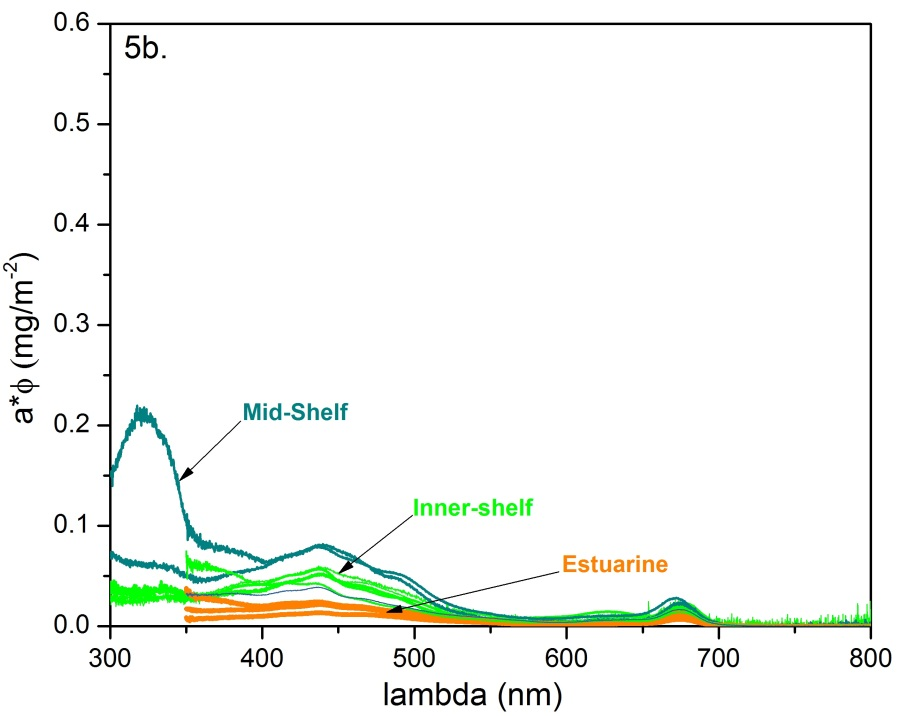 5b.
0.6
0.5
0.4
0.3
0.2
0.1
0.0
a*ϕ (mg/m-2)
Mid-Shelf
Inner-shelf
Estuarine
300 400 500 600 700 800
lambda (nm)